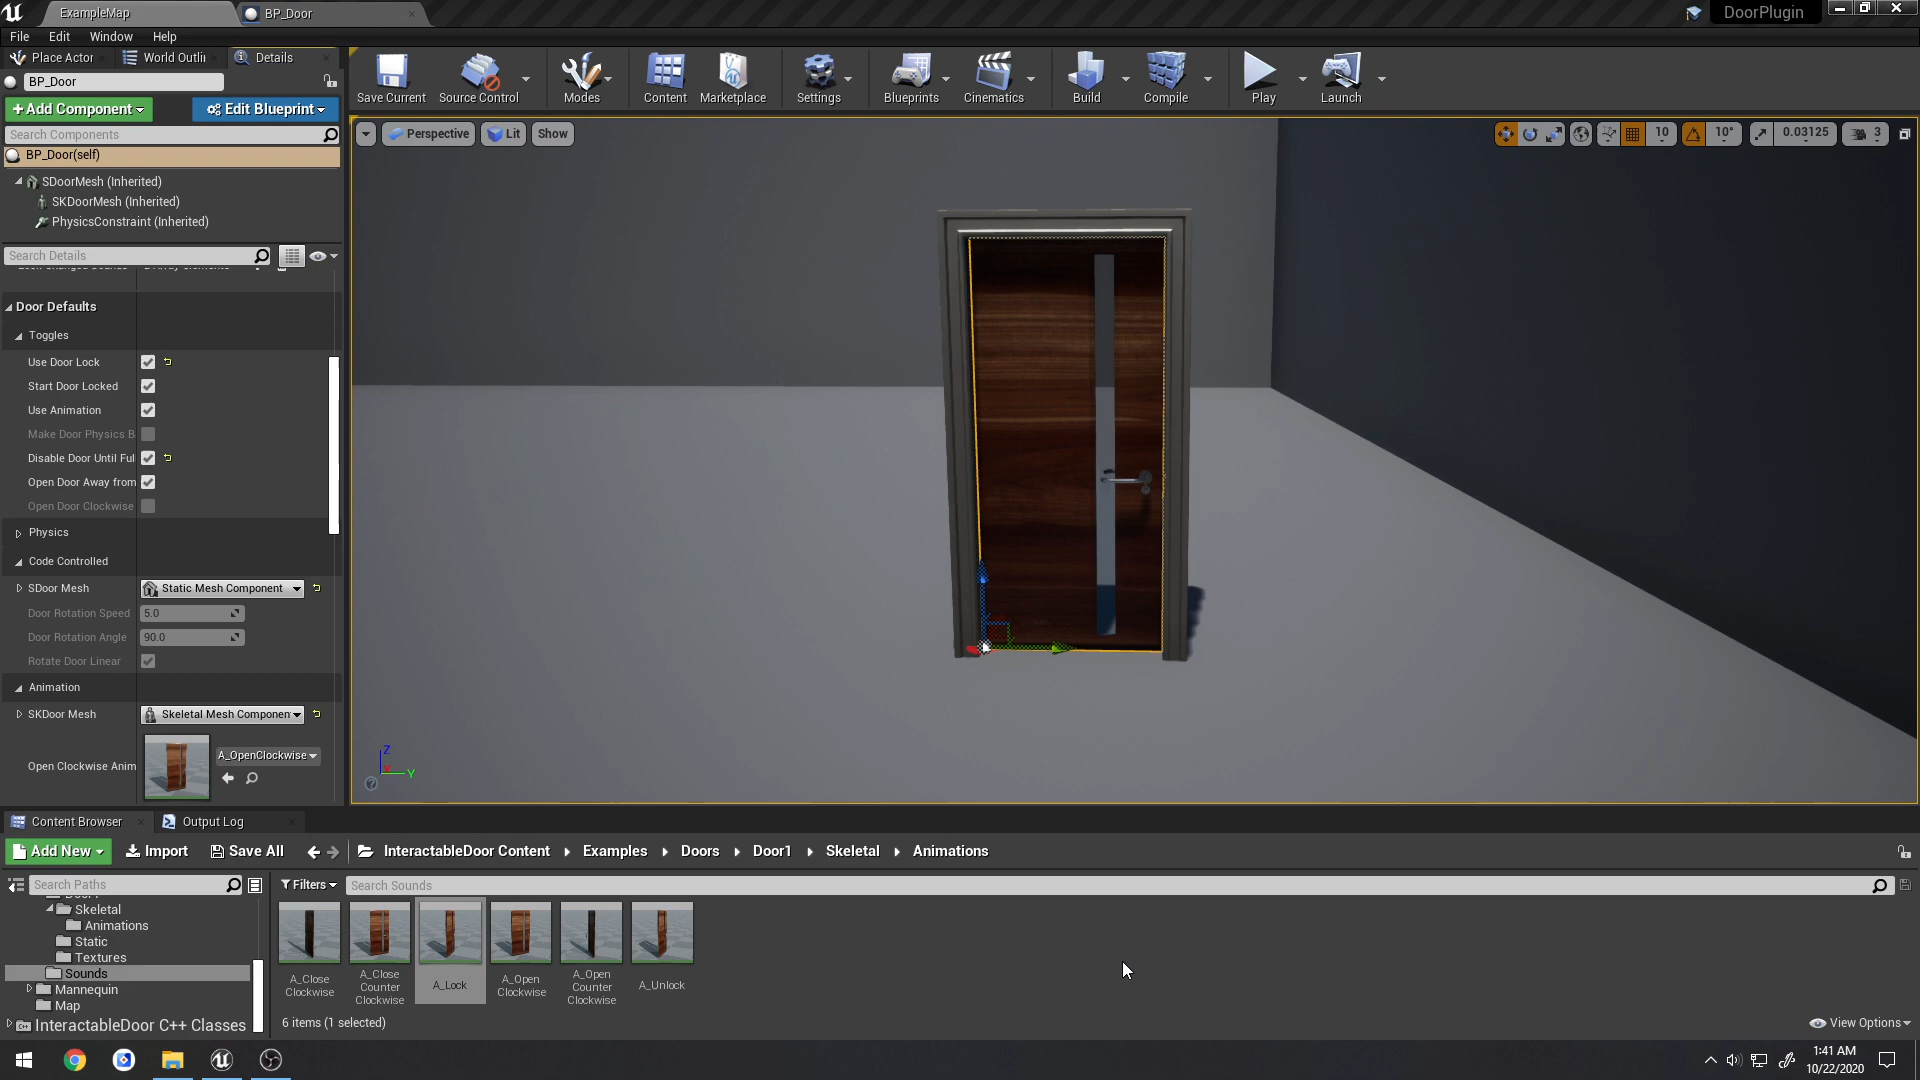 ExampleMap
BP_Door
DoorPlugin
File Edit Window Help
Place Actor
World Outli
Details
BP_Door
+Add Component
Edit Blueprint
Search Components
BP_Door(self)
SDoorMesh (Inherited)
SKDoorMesh (Inherited)
PhysicsConstraint (Inherited)
Search Details
Door Defaults
Toggles
Use Door Lock
Start Door Locked
Use Animation
Make Door Physics B
Disable Door Until Ful
Open Door Away from
Open Door Clockwise
Physics
Code Controlled
SDoor Mesh Static Mesh Component
Door Rotation Speed 5.0
Door Rotation Angle 90.0
Rotate Door Linear
Animation
SKDoor Mesh Skeletal Mesh Componen
Open Clockwise Anim A_OpenClockwise
Save Current Source Control Modes Content Marketplace Settings Blueprints Cinematics Build Compile Play Launch
Perspective Lit Show
10 10° 0.03125 3
Z
X
Y
Content Browser
Output Log
Add New Import Save All InteractableDoor Content Examples Doors Door1 Skeletal Animations
Search Paths
Filters
Search Sounds
Skeletal
Animations
Static
Textures
Sounds
Mannequin
Map
InteractableDoor C++ Classes
A_Close
Clockwise
A_Close
Counter
Clockwise
A_Lock
A_Open
Clockwise
A_Open
Counter
Clockwise
A_Unlock
6 items (1 selected)
View Options
1:41 AM
10/22/2020